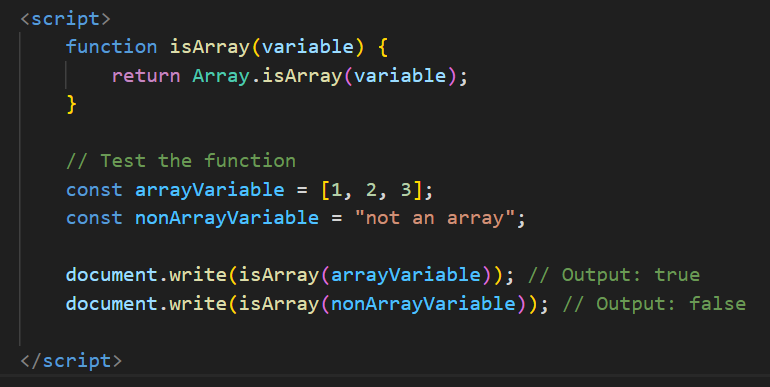 <script>
function isArray(variable) {
return Array.isArray(variable);
}
// Test the function
const arrayVariable = [1, 2, 3];
const nonArrayVariable = "not an array";
document.write(isArray(arrayVariable)); // Output: true
document.write(isArray(nonArrayVariable)); // Output: false
</script>